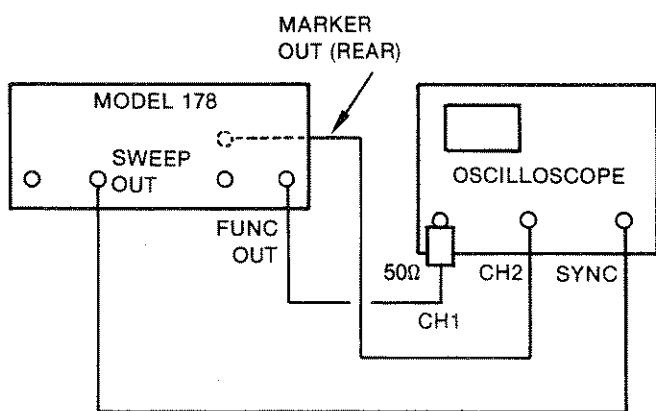 MARKER
OUT (REAR)
MODEL 178
SWEEP
OUT
OSCILLOSCOPE
FUNC
OUT
50Ω
CH2
SYNC
CH1